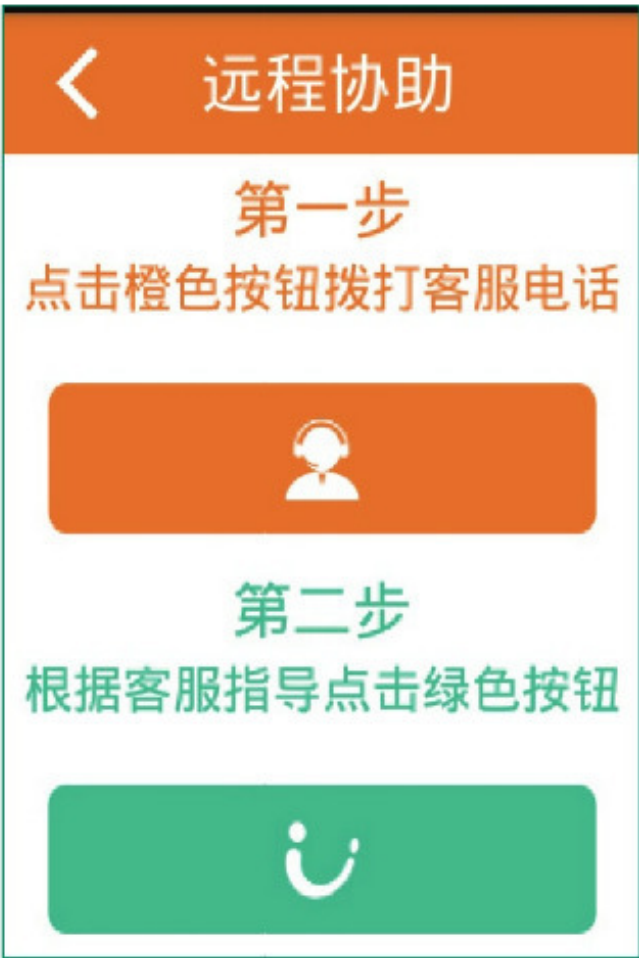 远程协助
第一步
点击橙色按钮拨打客服电话
第二步
根据客服指导点击绿色按钮